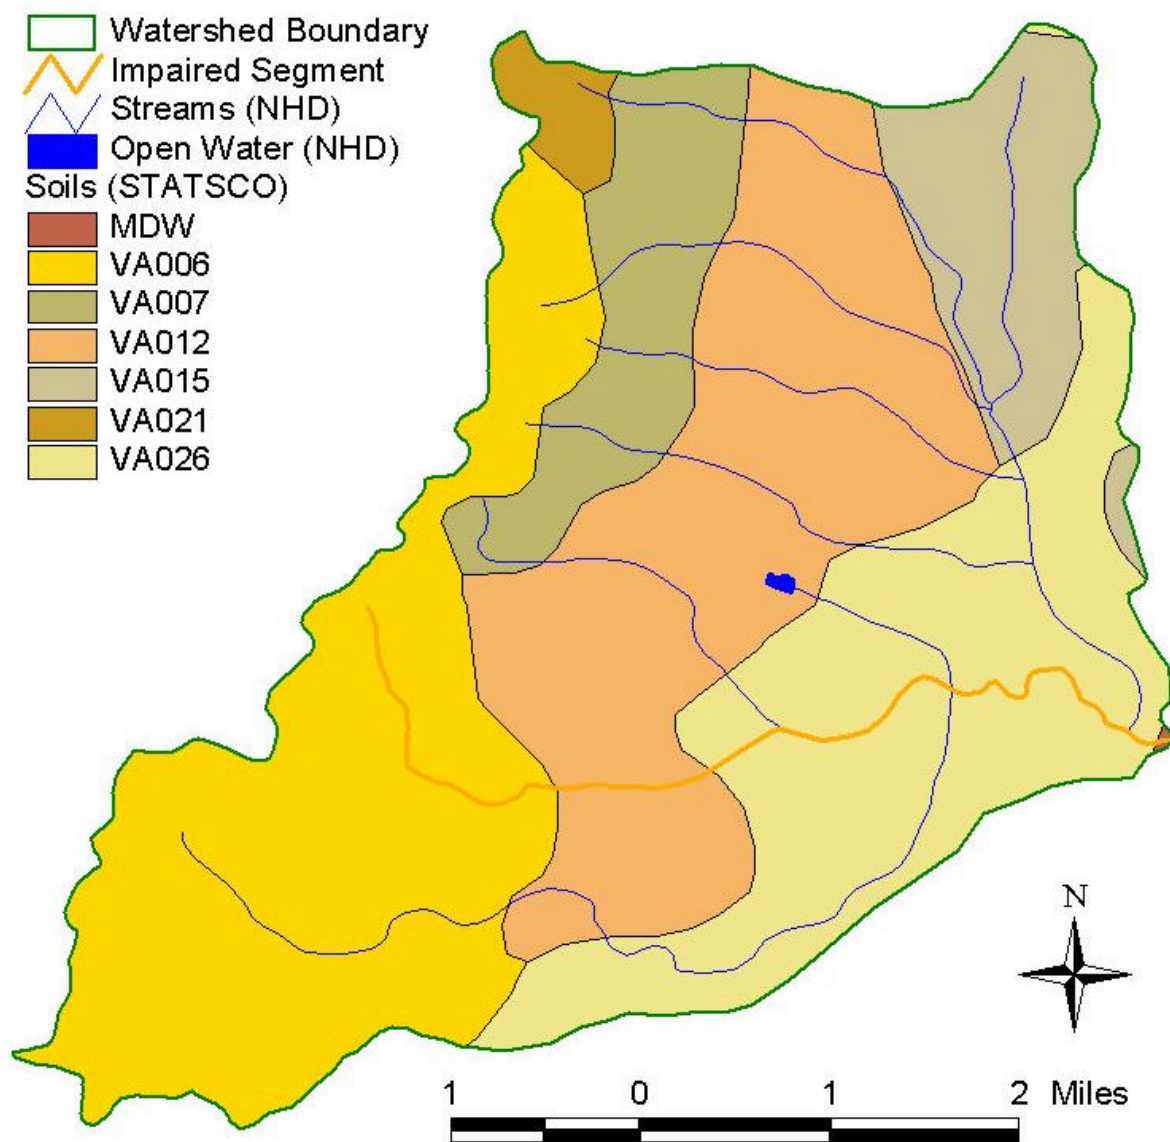 Watershed Boundary
Impaired Segment
Streams (NHD)
Open Water (NHD)
Soils (STATSCO)
MDW
VA006
VA007
VA012
VA015
VA021
VA026
N
1 0 1 2 Miles